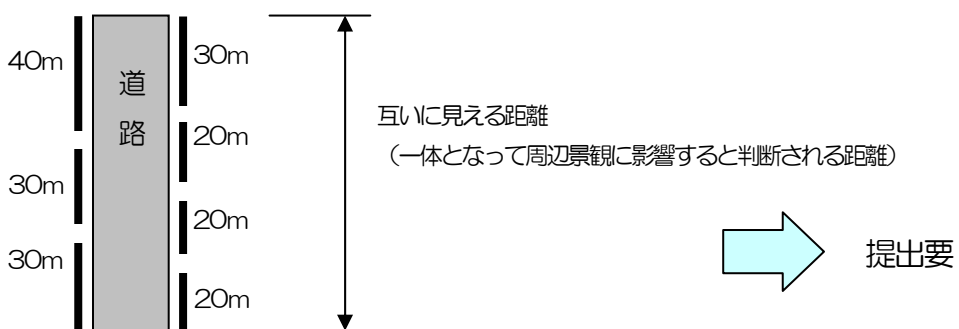 40m
30m
30m
道
路
30m
20m
20m
20m
互いに見える距離
（一体となって周辺景観に影響すると判断される距離）
提出要